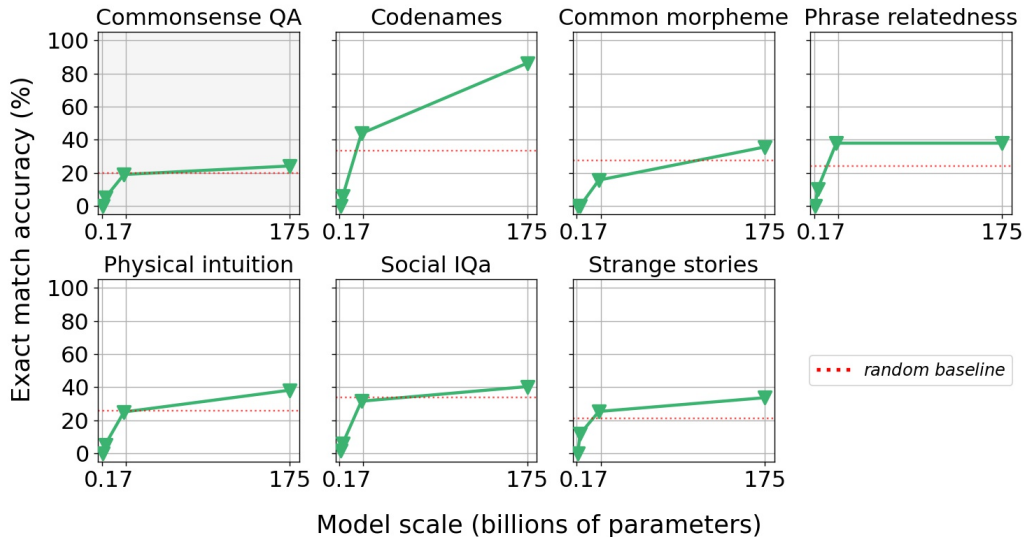 Commonsense QA
Codenames
Common morpheme
Phrase relatedness
Exact match accuracy (%)
100
80
60
40
20
0
0.17
175
0.17
175
0.17
175
0.17
175
Physical intuition
Social IQa
Strange stories
100
80
60
40
20
0
random baseline
0.17
175
0.17
175
0.17
175
Model scale (billions of parameters)